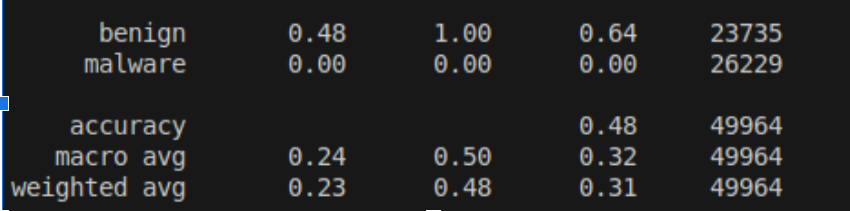 benign 0.48 1.00 0.64 23735
malware 0.00 0.00 0.00 26229
accuracy 0.48 49964
macro avg 0.24 0.50 0.32 49964
weighted avg 0.23 0.48 0.31 49964